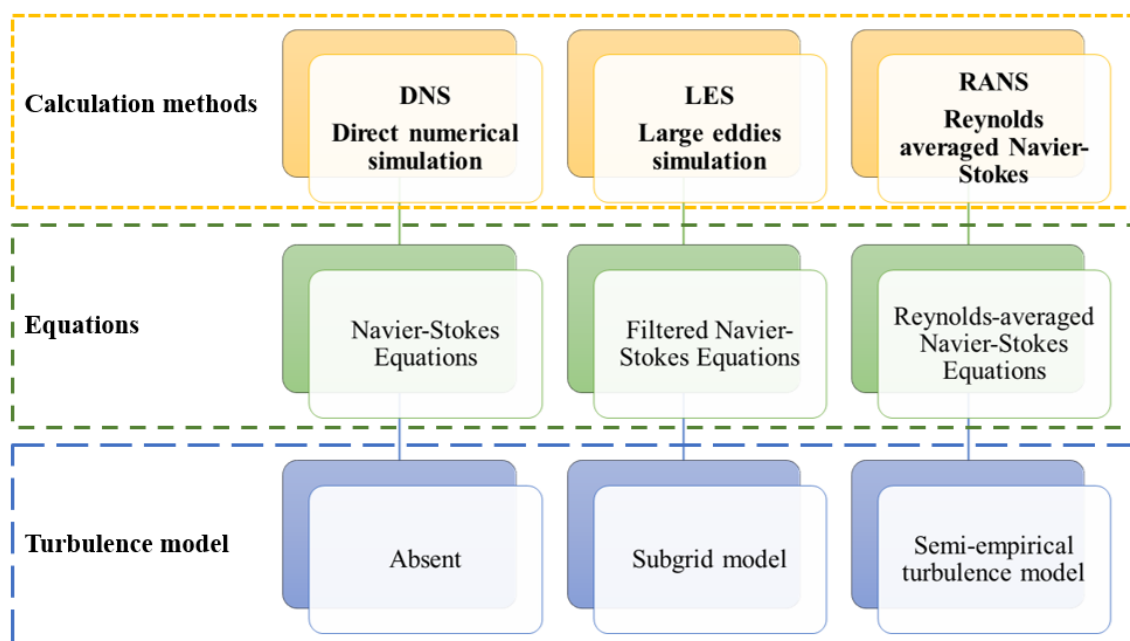 Calculation methods
DNS
Direct numerical
simulation
LES
Large eddies
simulation
RANS
Reynolds
averaged Navier-
Stokes
Equations
Navier-Stokes
Equations
Filtered Navier-
Stokes Equations
Reynolds-averaged
Navier-Stokes
Equations
Turbulence model
Absent
Subgrid model
Semi-empirical
turbulence model